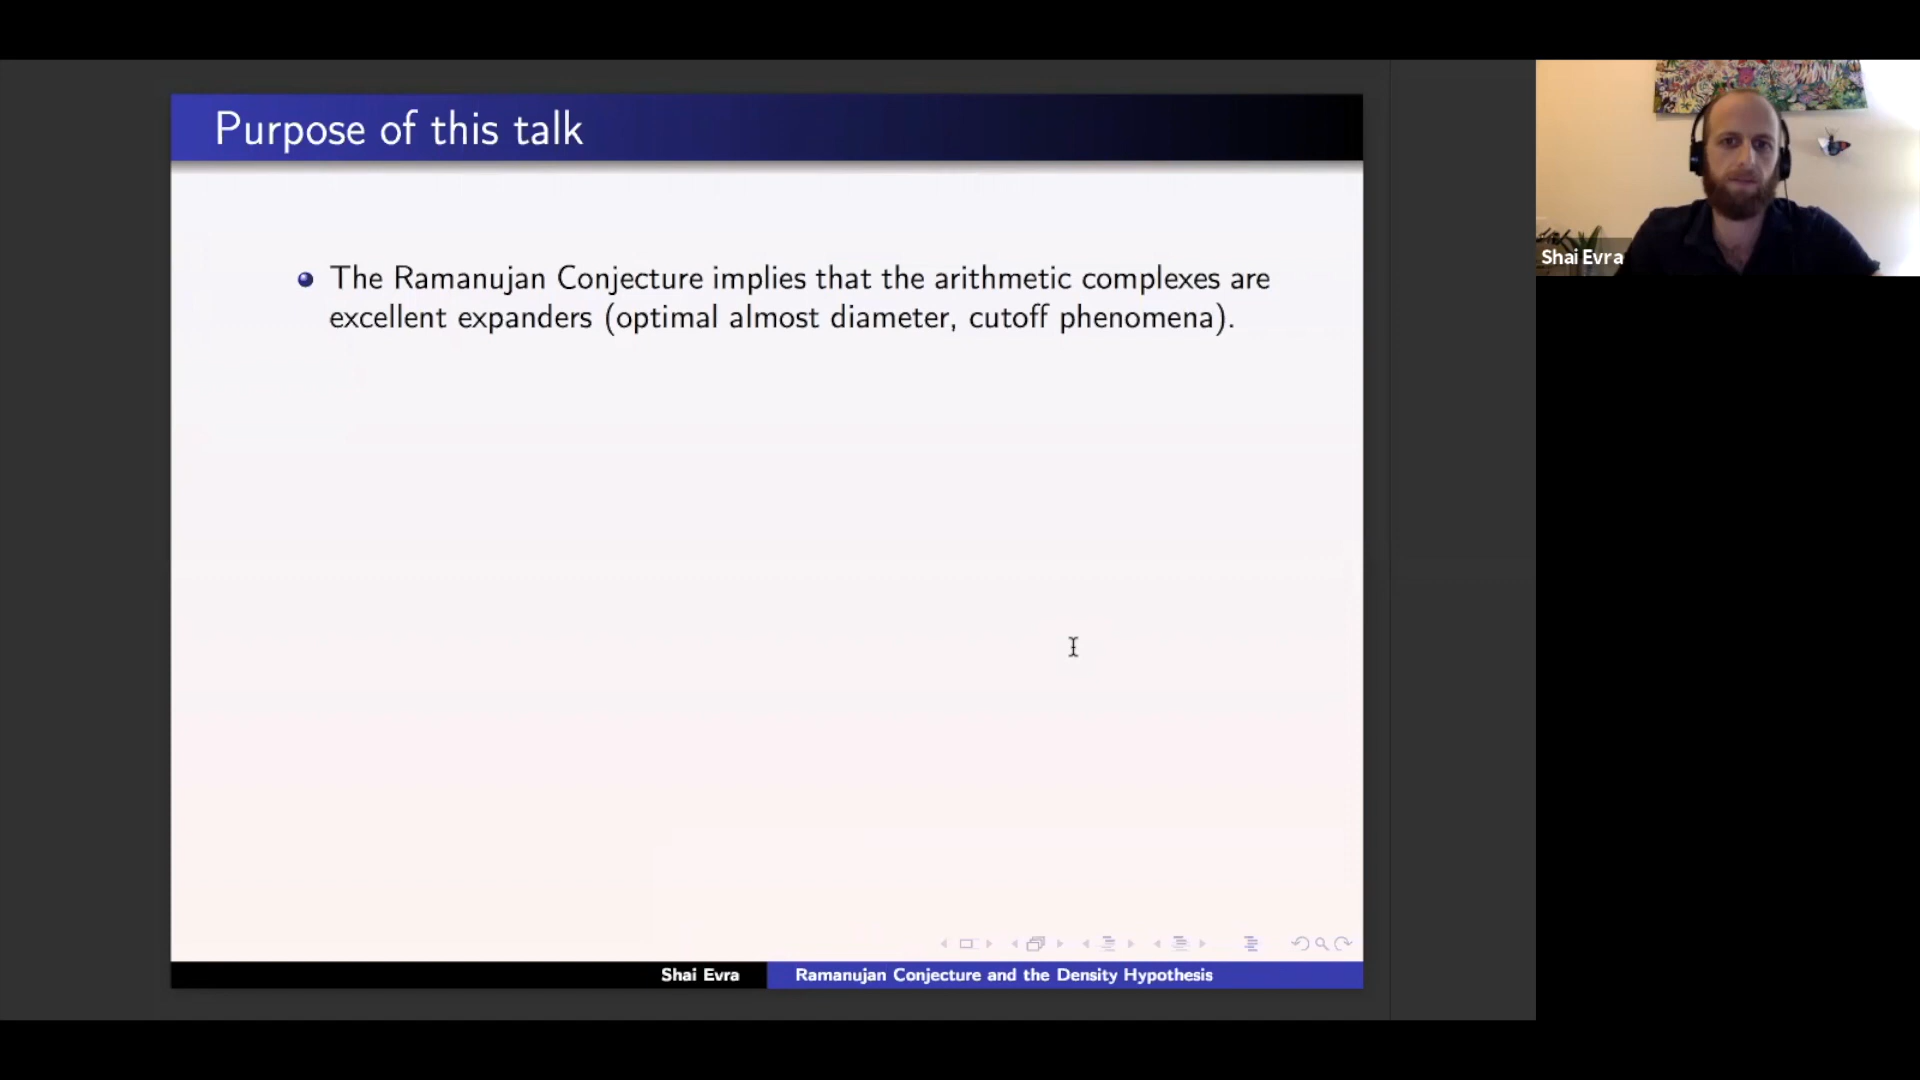 Purpose of this talk
The Ramanujan Conjecture implies that the arithmetic complexes are
excellent expanders (optimal almost diameter, cutoff phenomena).
Shai Evra
Shai Evra
Ramanujan Conjecture and the Density Hypothesis